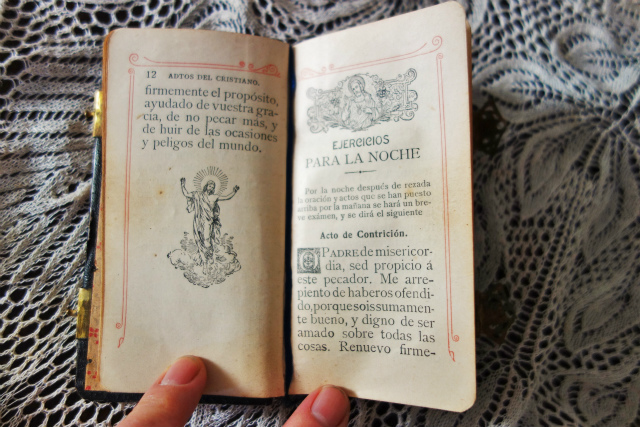 12 ADTOS DEL CRISTIANO.
firmemente el propósito,
ayudado de vuestra gra-
cia, de no pecar mas, y
de huir de las ocasiones
y peligos del mundo.
EJERCICIOS
PARA LA NOCHE
Por la noche después de rezada
la oración y actos que se han puesto
arriba por la mañana se hará un bre-
ve exámen, y se dirá el siguiente
Acto de Contrición.
¡O PADRE de misericor-
dia, sed propicio á
este pecador. Me arre-
piento de haberos ofendi-
do, porque sois sumamen-
te bueno, y digno de ser
amado sobre todas las
cosas. Renuevo firme-